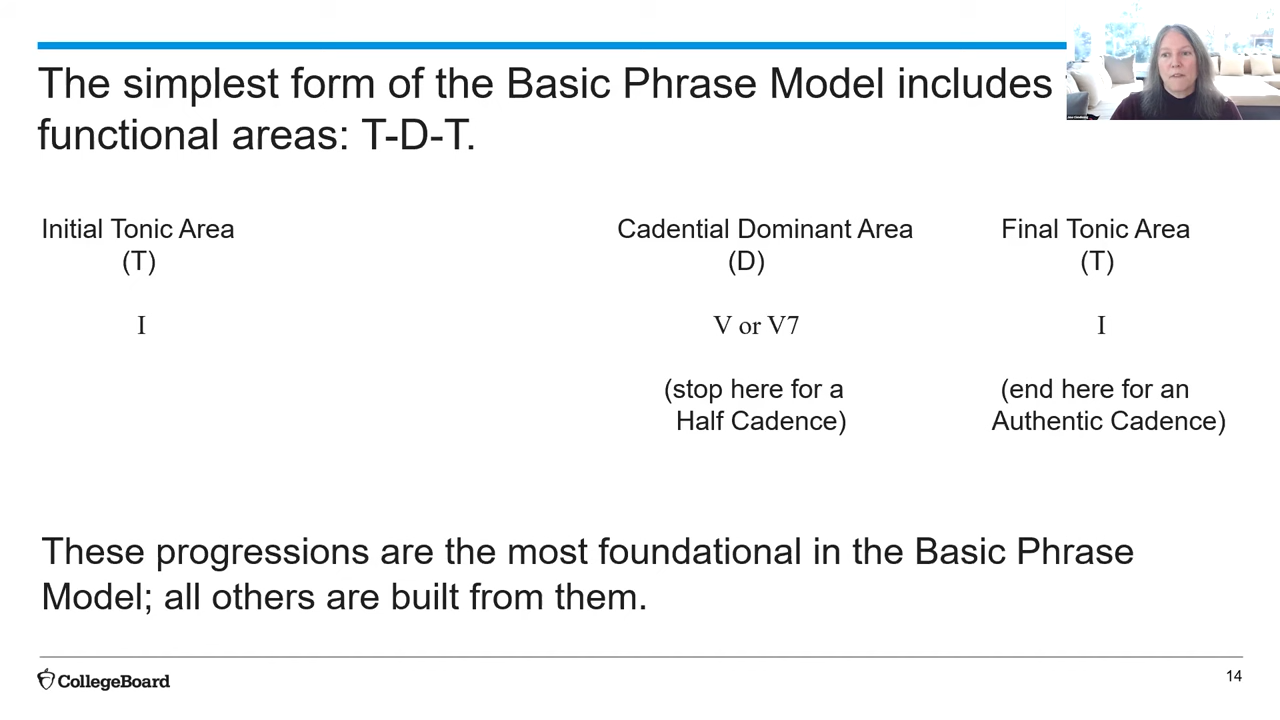 The simplest form of the Basic Phrase Model includes
functional areas: T-D-T.
Initial Tonic Area
(T)
I
Cadential Dominant Area
(D)
V or V7
(stop here for a
Half Cadence)
Final Tonic Area
(T)
I
(end here for an
Authentic Cadence)
These progressions are the most foundational in the Basic Phrase
Model; all others are built from them.
CollegeBoard
14